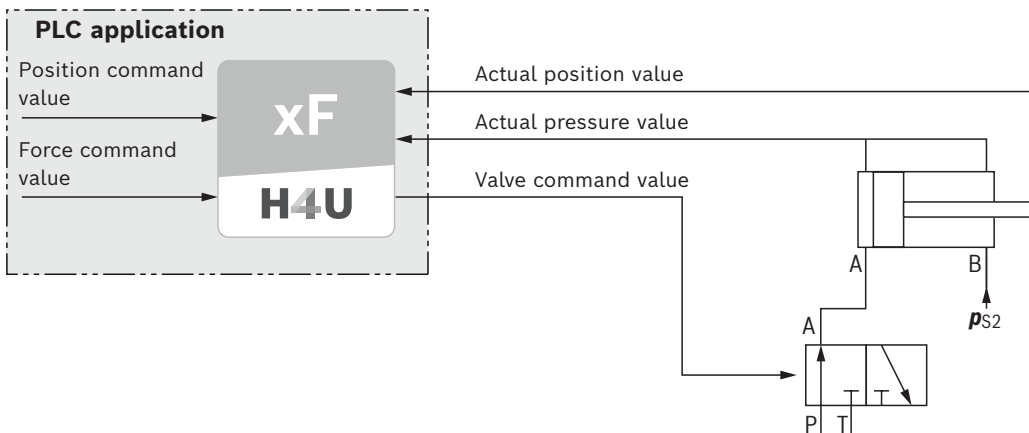 PLC application
Position command
value
Force command
value
xF
H4U
Actual position value
Actual pressure value
Valve command value
A
B
pS2
A
P
T